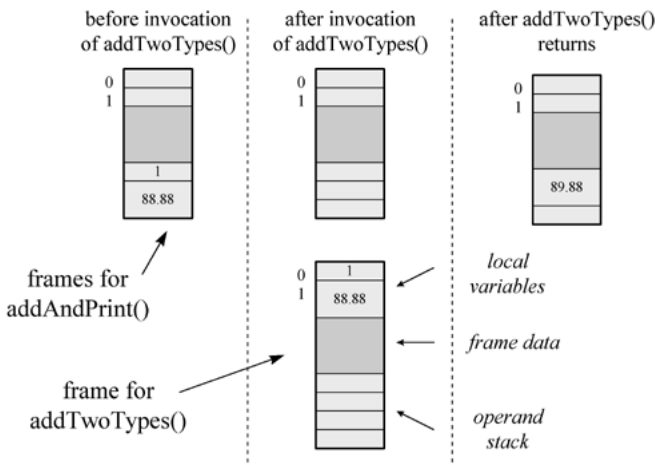 before invocation
of addTwoTypes()
after invocation
of addTwoTypes()
after addTwoTypes()
returns
0
1
1
88.88
0
1
0
1
89.88
frames for
addAndPrint()
0
1
1
88.88
local
variables
frame data
frame for
addTwoTypes()
operand
stack